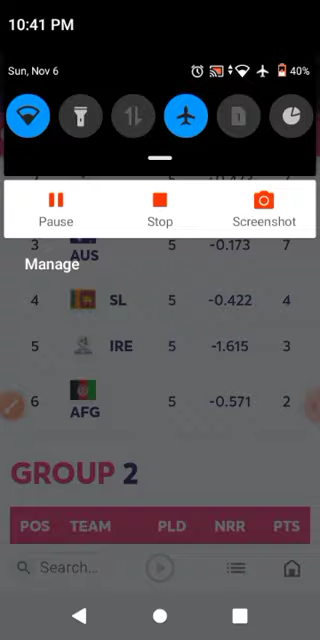 10:41 PM
Sun, Nov 6
40%
Pause Stop Screenshot
3 AUS 5 -0.173 7
Manage
4 SL 5 -0.422 4
5 IRE 5 -1.615 3
6 AFG 5 -0.571 2
GROUP 2
POS TEAM PLD NRR PTS
Search...